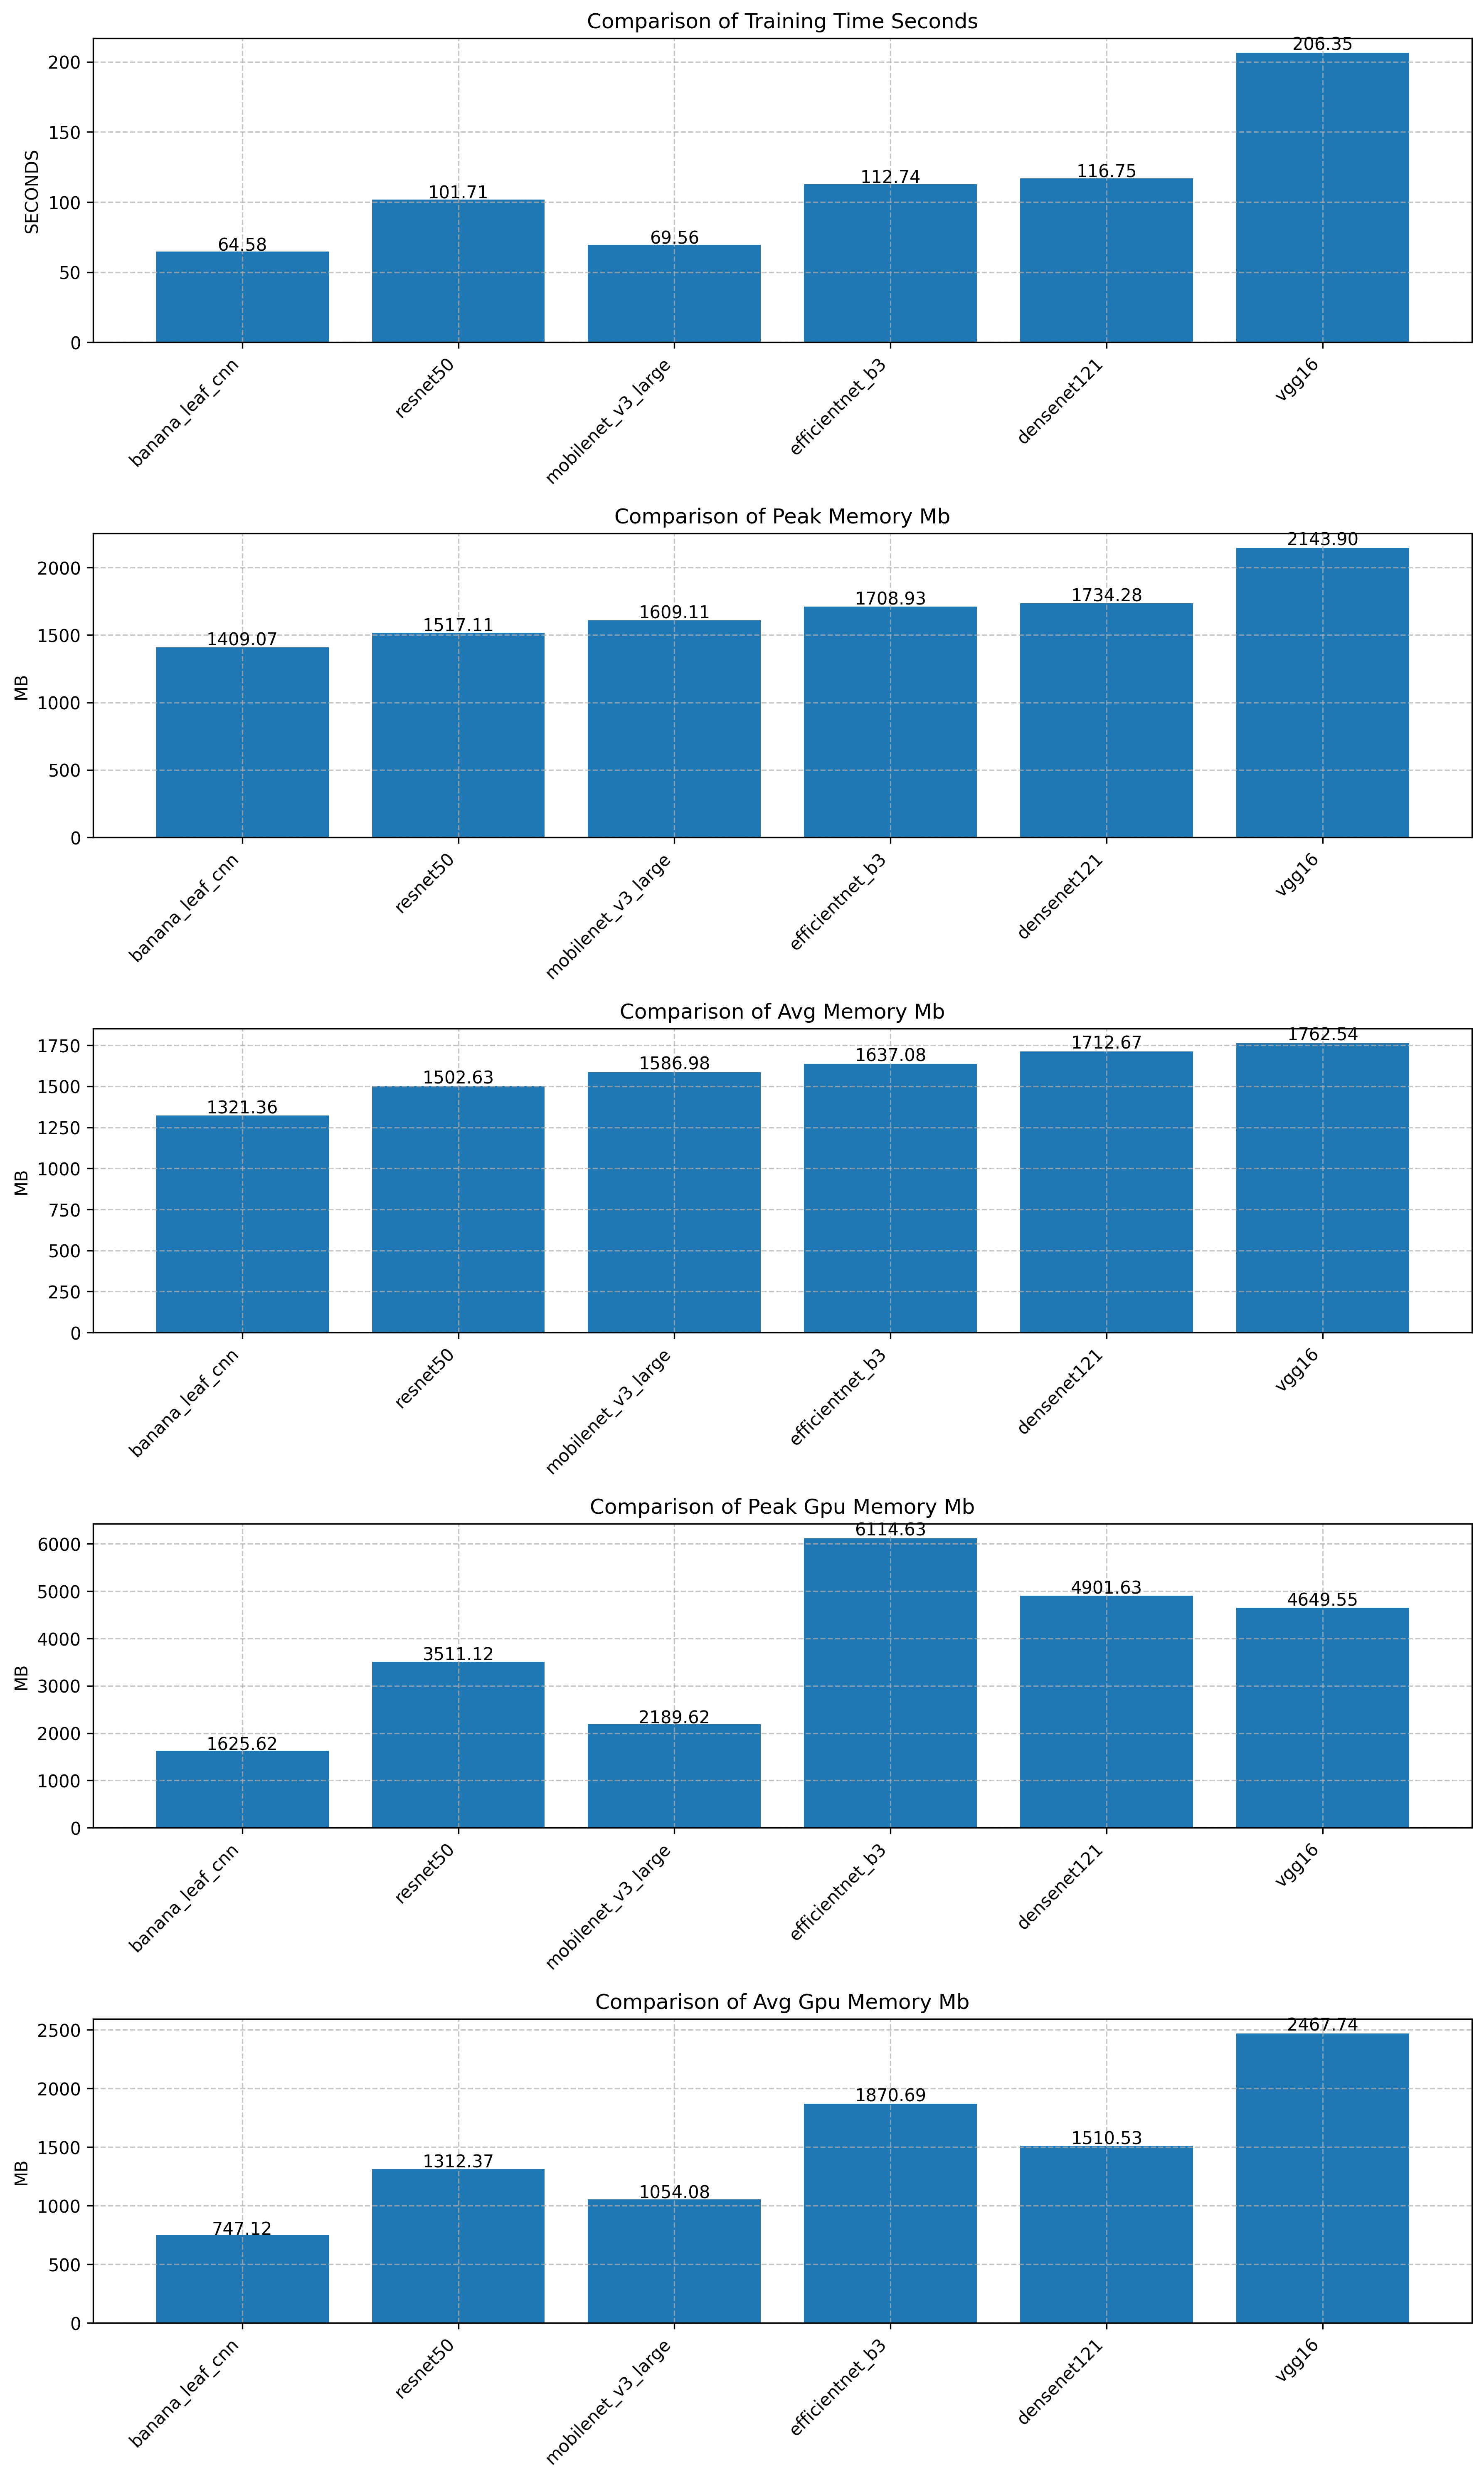 Comparison of Training Time Seconds
206.35
200
150
116.75
112.74
101.71
100
SECONDS
69.56
64.58
50
0
banana_leaf_cnn
resnet50
mobilenet_v3_large
efficientnet_b3
densenet121
vgg16
Comparison of Peak Memory Mb
2143.90
2000
1734.28
1708.93
1609.11
1517.11
1500
1409.07
MB
1000
500
0
banana_leaf_cnn
resnet50
mobilenet_v3_large
efficientnet_b3
densenet121
vgg16
Comparison of Avg Memory Mb
1762.54
1750
1712.67
1637.08
1586.98
1502.63
1500
1321.36
1250
MB
1000
750
500
250
0
banana_leaf_cnn
resnet50
mobilenet_v3_large
efficientnet_b3
densenet121
vgg16
Comparison of Peak Gpu Memory Mb
6114.63
6000
5000
4901.63
4649.55
4000
3511.12
MB
3000
2189.62
2000
1625.62
1000
0
banana_leaf_cnn
resnet50
mobilenet_v3_large
efficientnet_b3
densenet121
vgg16
Comparison of Avg Gpu Memory Mb
2500
2467.74
2000
1870.69
1510.53
1500
1312.37
MB
1054.08
1000
747.12
500
0
banana_leaf_cnn
resnet50
mobilenet_v3_large
efficientnet_b3
densenet121
vgg16